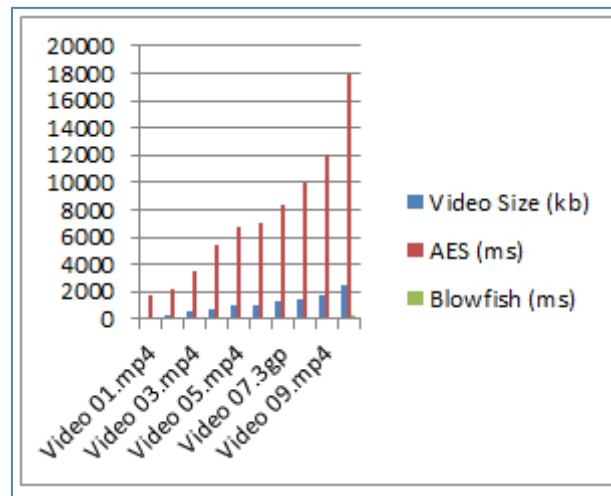 20000
18000
16000
14000
12000
10000
8000
6000
4000
2000
0
Video 01.mp4
Video 03.mp4
Video 05.mp4
Video 07.3gp
Video 09.mp4
Video Size (kb)
AES (ms)
Blowfish (ms)